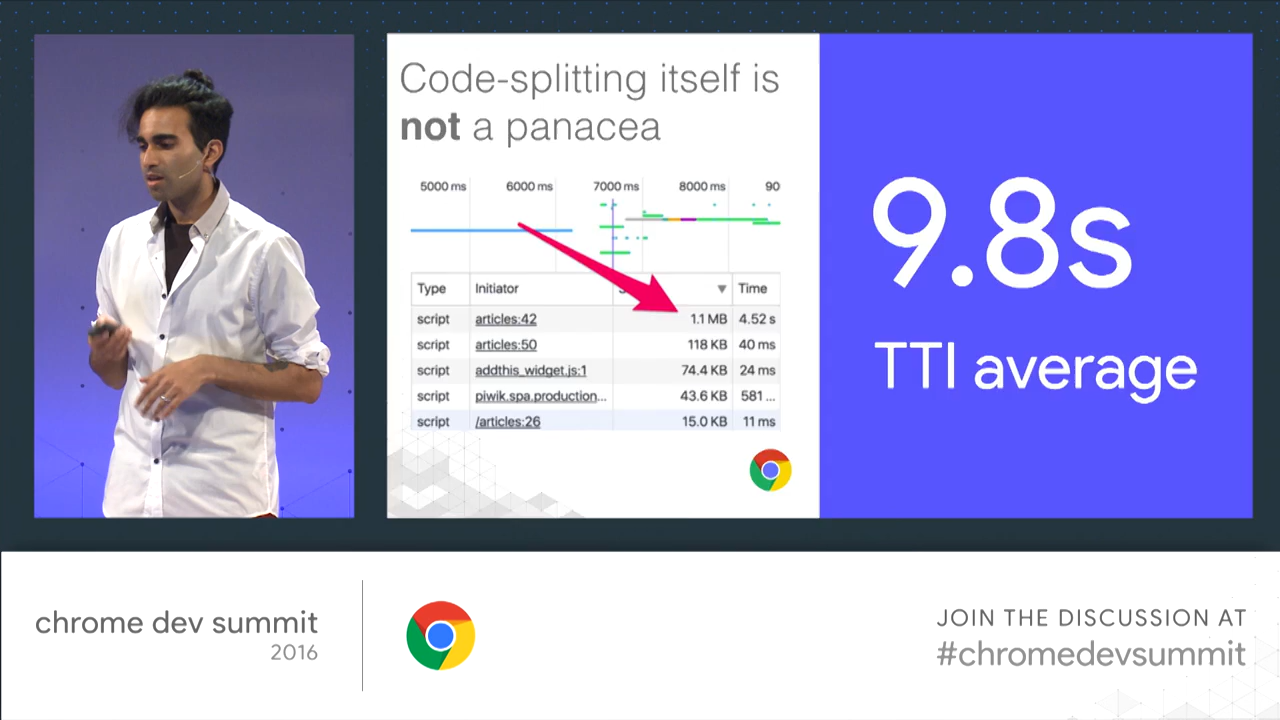 Code-splitting itself is
not a panacea
5000 ms 6000 ms 7000 ms 8000 ms 90
Type Initiator Time
script articles:42 1.1 MB 4.52 s
script articles:50 118 KB 40 ms
script addthis_widget.js:1 74.4 KB 24 ms
script piwik.spa.production... 43.6 KB 581 ...
script /articles:26 15.0 KB 11 ms
9.8s
TTI average
chrome dev summit
2016
JOIN THE DISCUSSION AT
#chromedevsummit